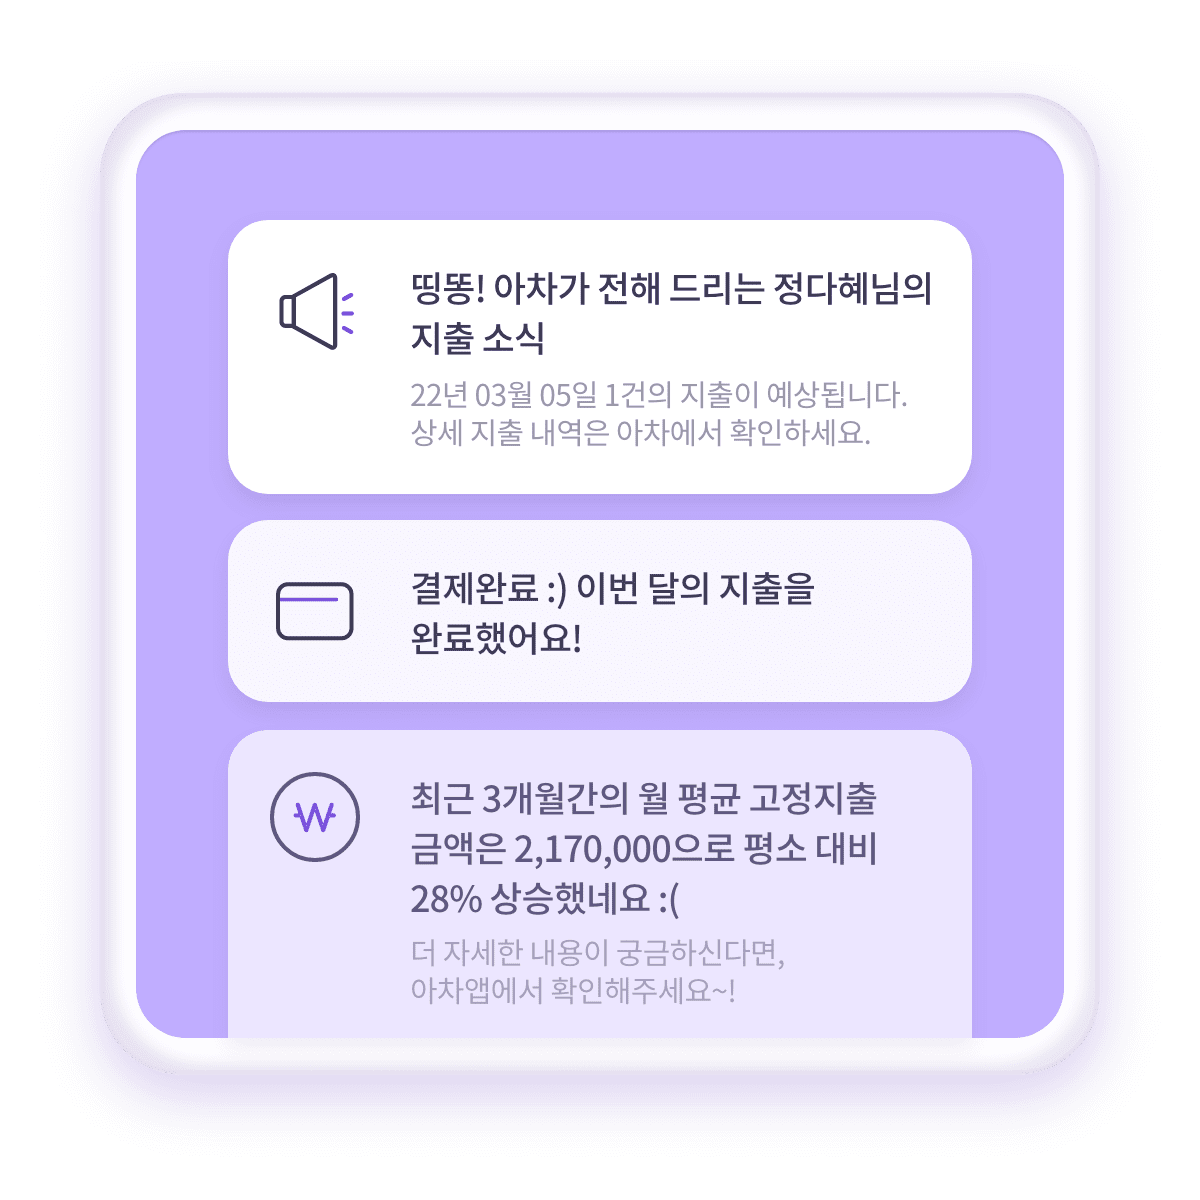 띵똥! 아차가 전해 드리는 정다혜님의
지출 소식
22년 03월 05일 1건의 지출이 예상됩니다.
상세 지출 내역은 아차에서 확인하세요.
결제완료 :) 이번 달의 지출을
완료했어요!
₩
최근 3개월간의 월 평균 고정지출
금액은 2,170,000으로 평소 대비
28% 상승했네요 :(
더 자세한 내용이 궁금하신다면,
아차앱에서 확인해주세요~!